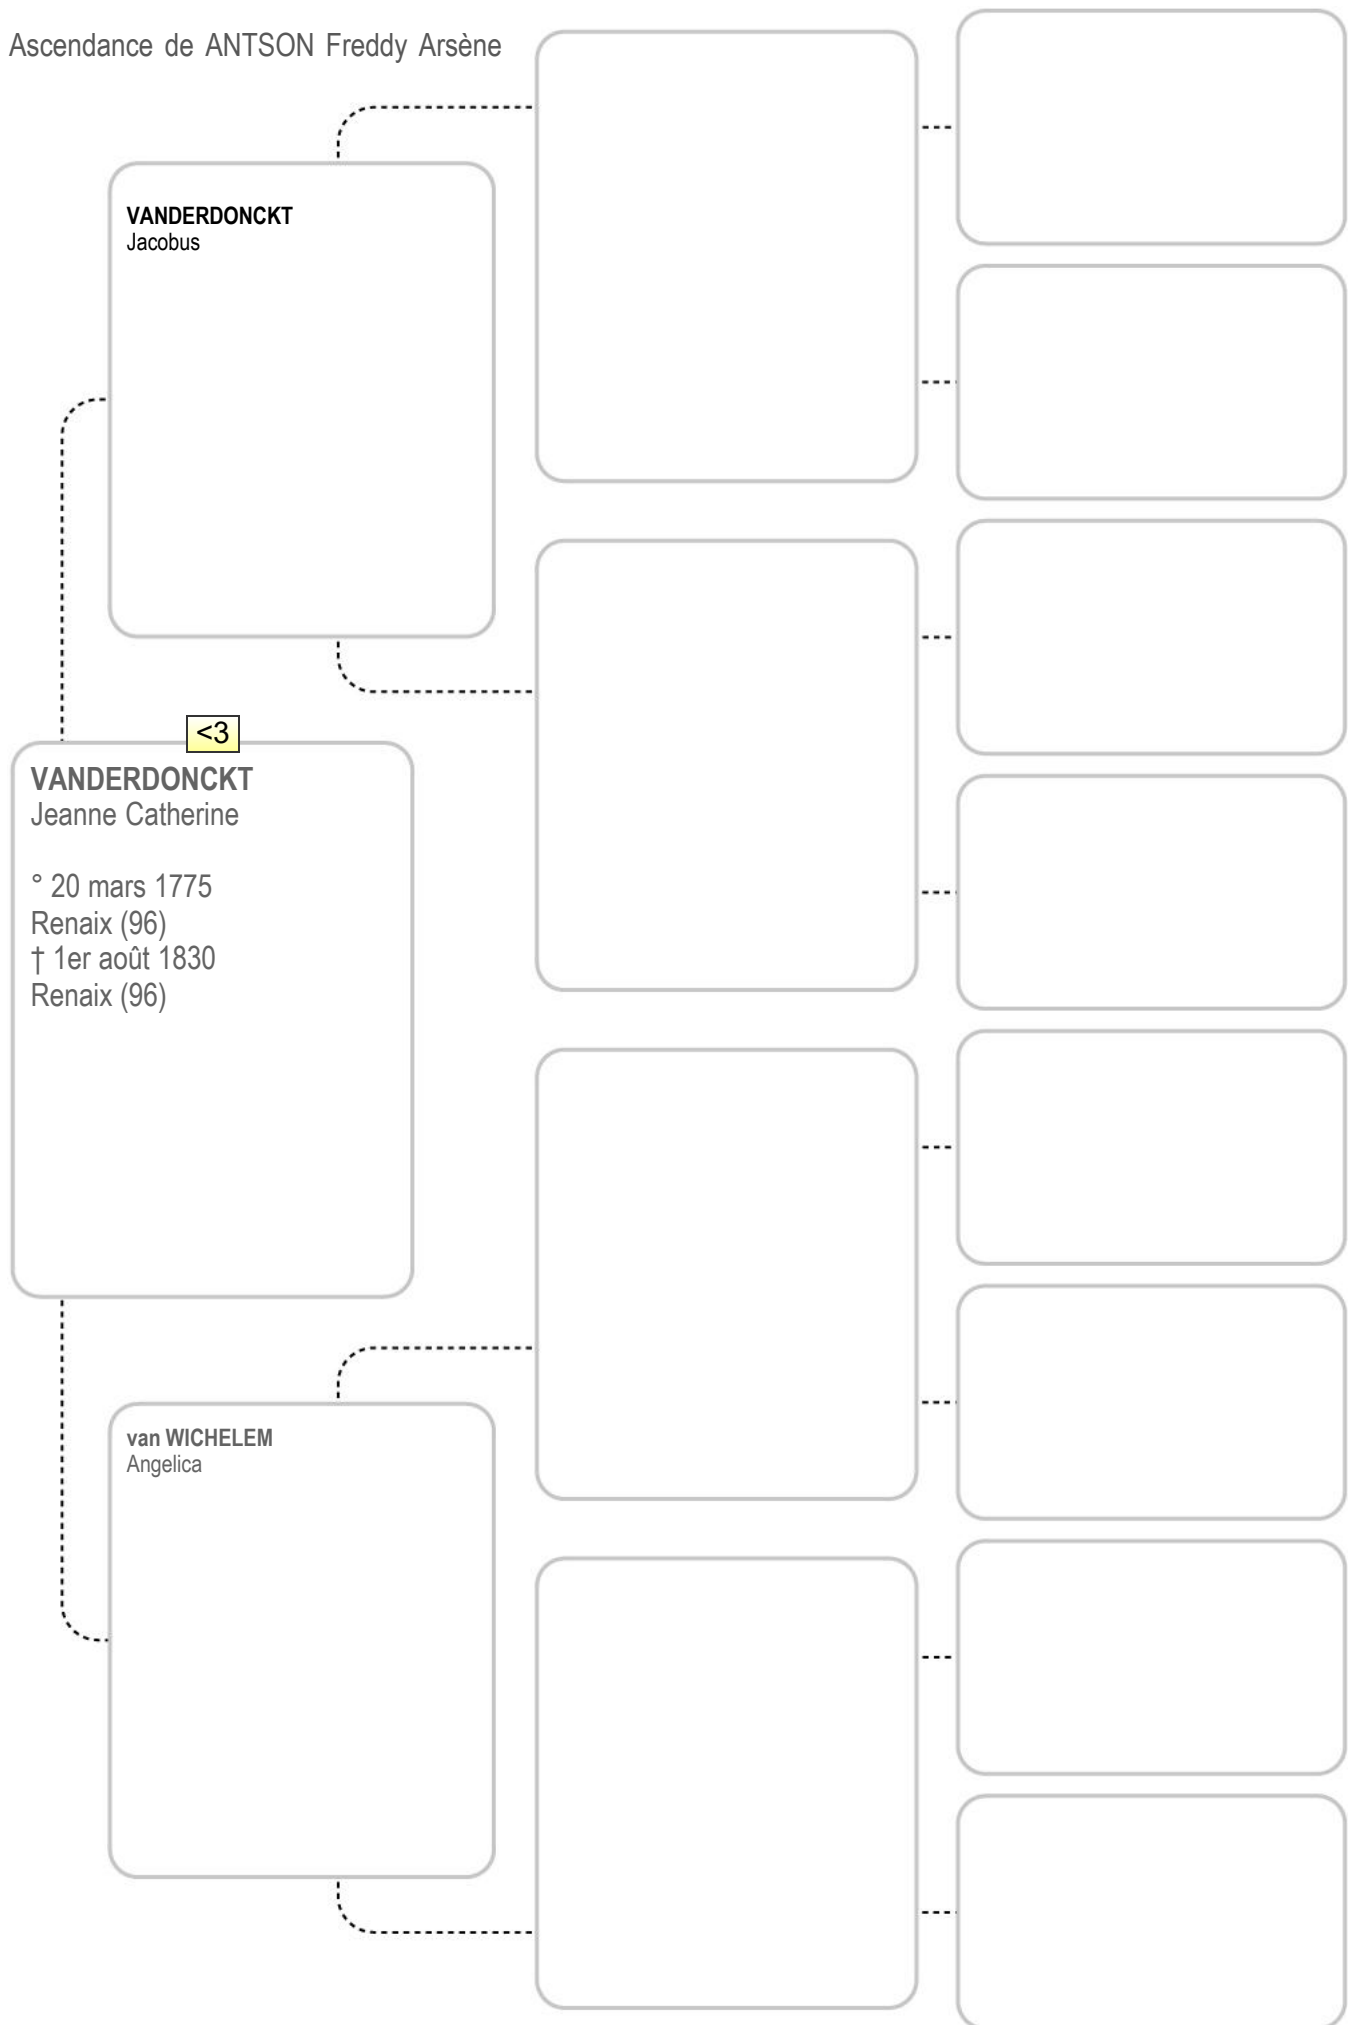 Ascendance de ANTSON Freddy Arsène
VANDERDONCKT
Jacobus
<3
VANDERDONCKT
Jeanne Catherine
° 20 mars 1775
Renaix (96)
† 1er août 1830
Renaix (96)
van WICHELEM
Angelica